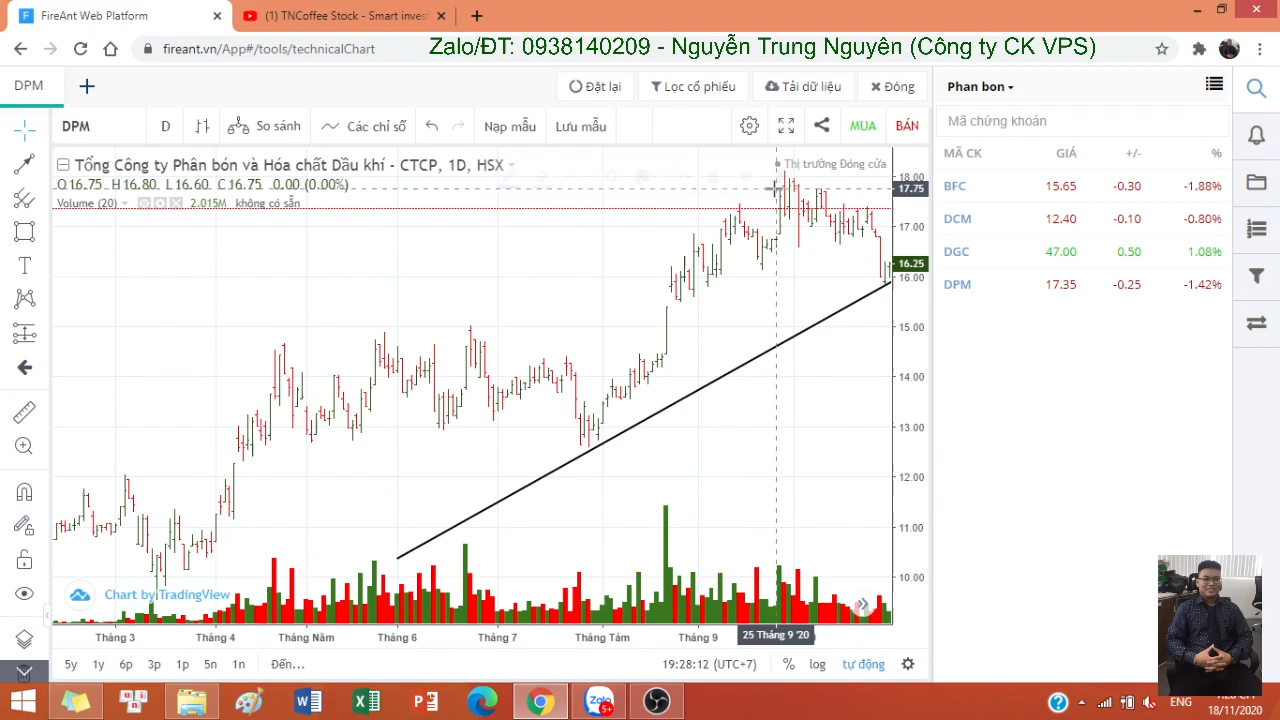 FireAnt Web Platform
(1) TNCoffee Stock - Smart inves
fireant.vn/App#/tools/technicalChart
Zalo/ĐT: 0938140209 - Nguyễn Trung Nguyên (Công ty CK VPS)
DPM
Đặt lại
Lọc cổ phiếu
Tải dữ liệu
Đóng
Phan bon
DPM
D
So sánh
Các chỉ số
Nạp mẫu
Lưu mẫu
MUA
BÁN
Mã chứng khoán
Tổng Công ty Phân bón và Hóa chất Dầu khí - CTCP, 1D, HSX
Thị trường Đóng cửa
O16.75 H16.80 L16.60 C16.75 0.00 (0.00%)
Volume (20) 2.015M không có sẵn
MÃ CK GIÁ +/- %
BFC 15.65 -0.30 -1.88%
DCM 12.40 -0.10 -0.80%
DGC 47.00 0.50 1.08%
DPM 17.35 -0.25 -1.42%
18.00
17.75
17.00
16.25
16.00
15.00
14.00
13.00
12.00
11.00
10.00
Chart by TradingView
Tháng 3 Tháng 4 Tháng Năm Tháng 6 Tháng 7 Tháng Tám Tháng 9 25 Tháng 9 '20
5y 1y 6p 3p 1p 5n 1n Đến...
19:28:12 (UTC+7) % log tự động
Zalo
5+
ENG
18/11/2020